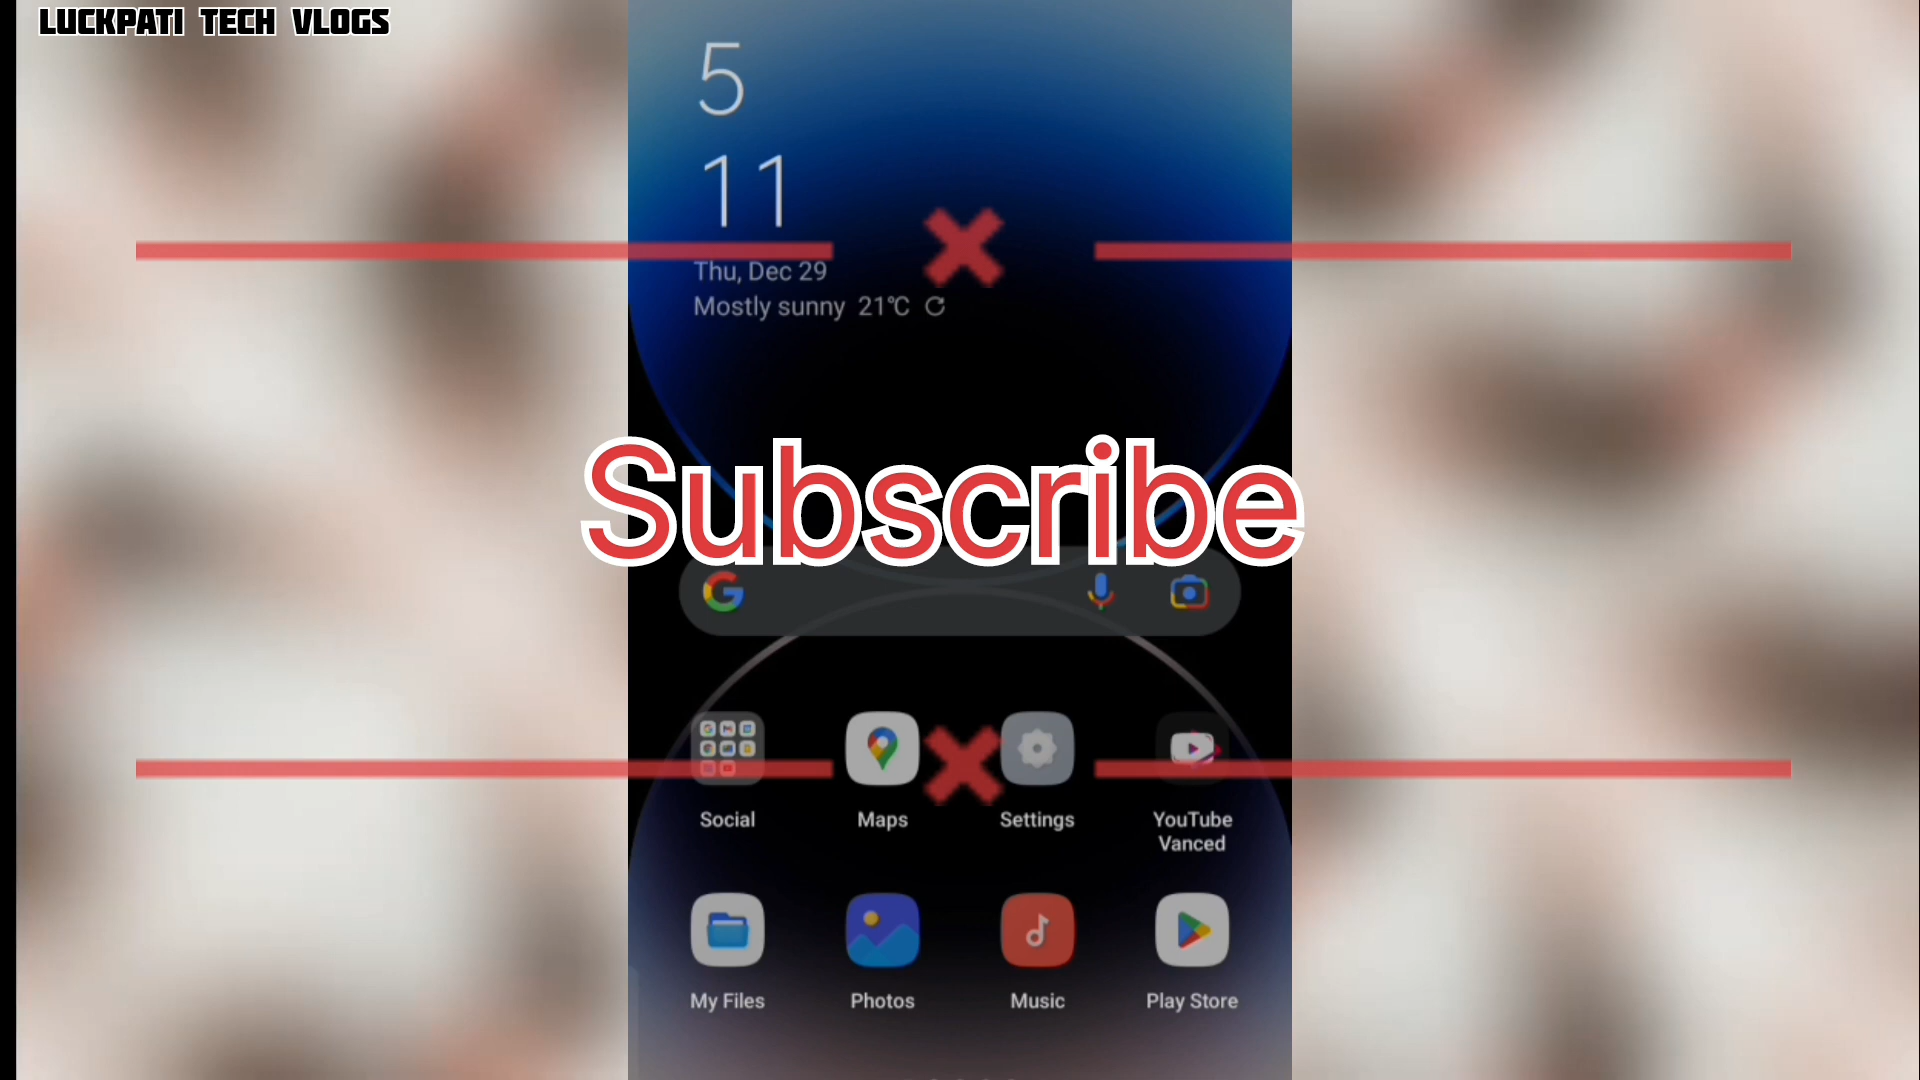 LUCKPATI TECH VLOGS
5
11
Thu, Dec 29
Mostly sunny 21°C
Subscribe
Social
Maps
Settings
YouTube
Vanced
My Files
Photos
Music
Play Store